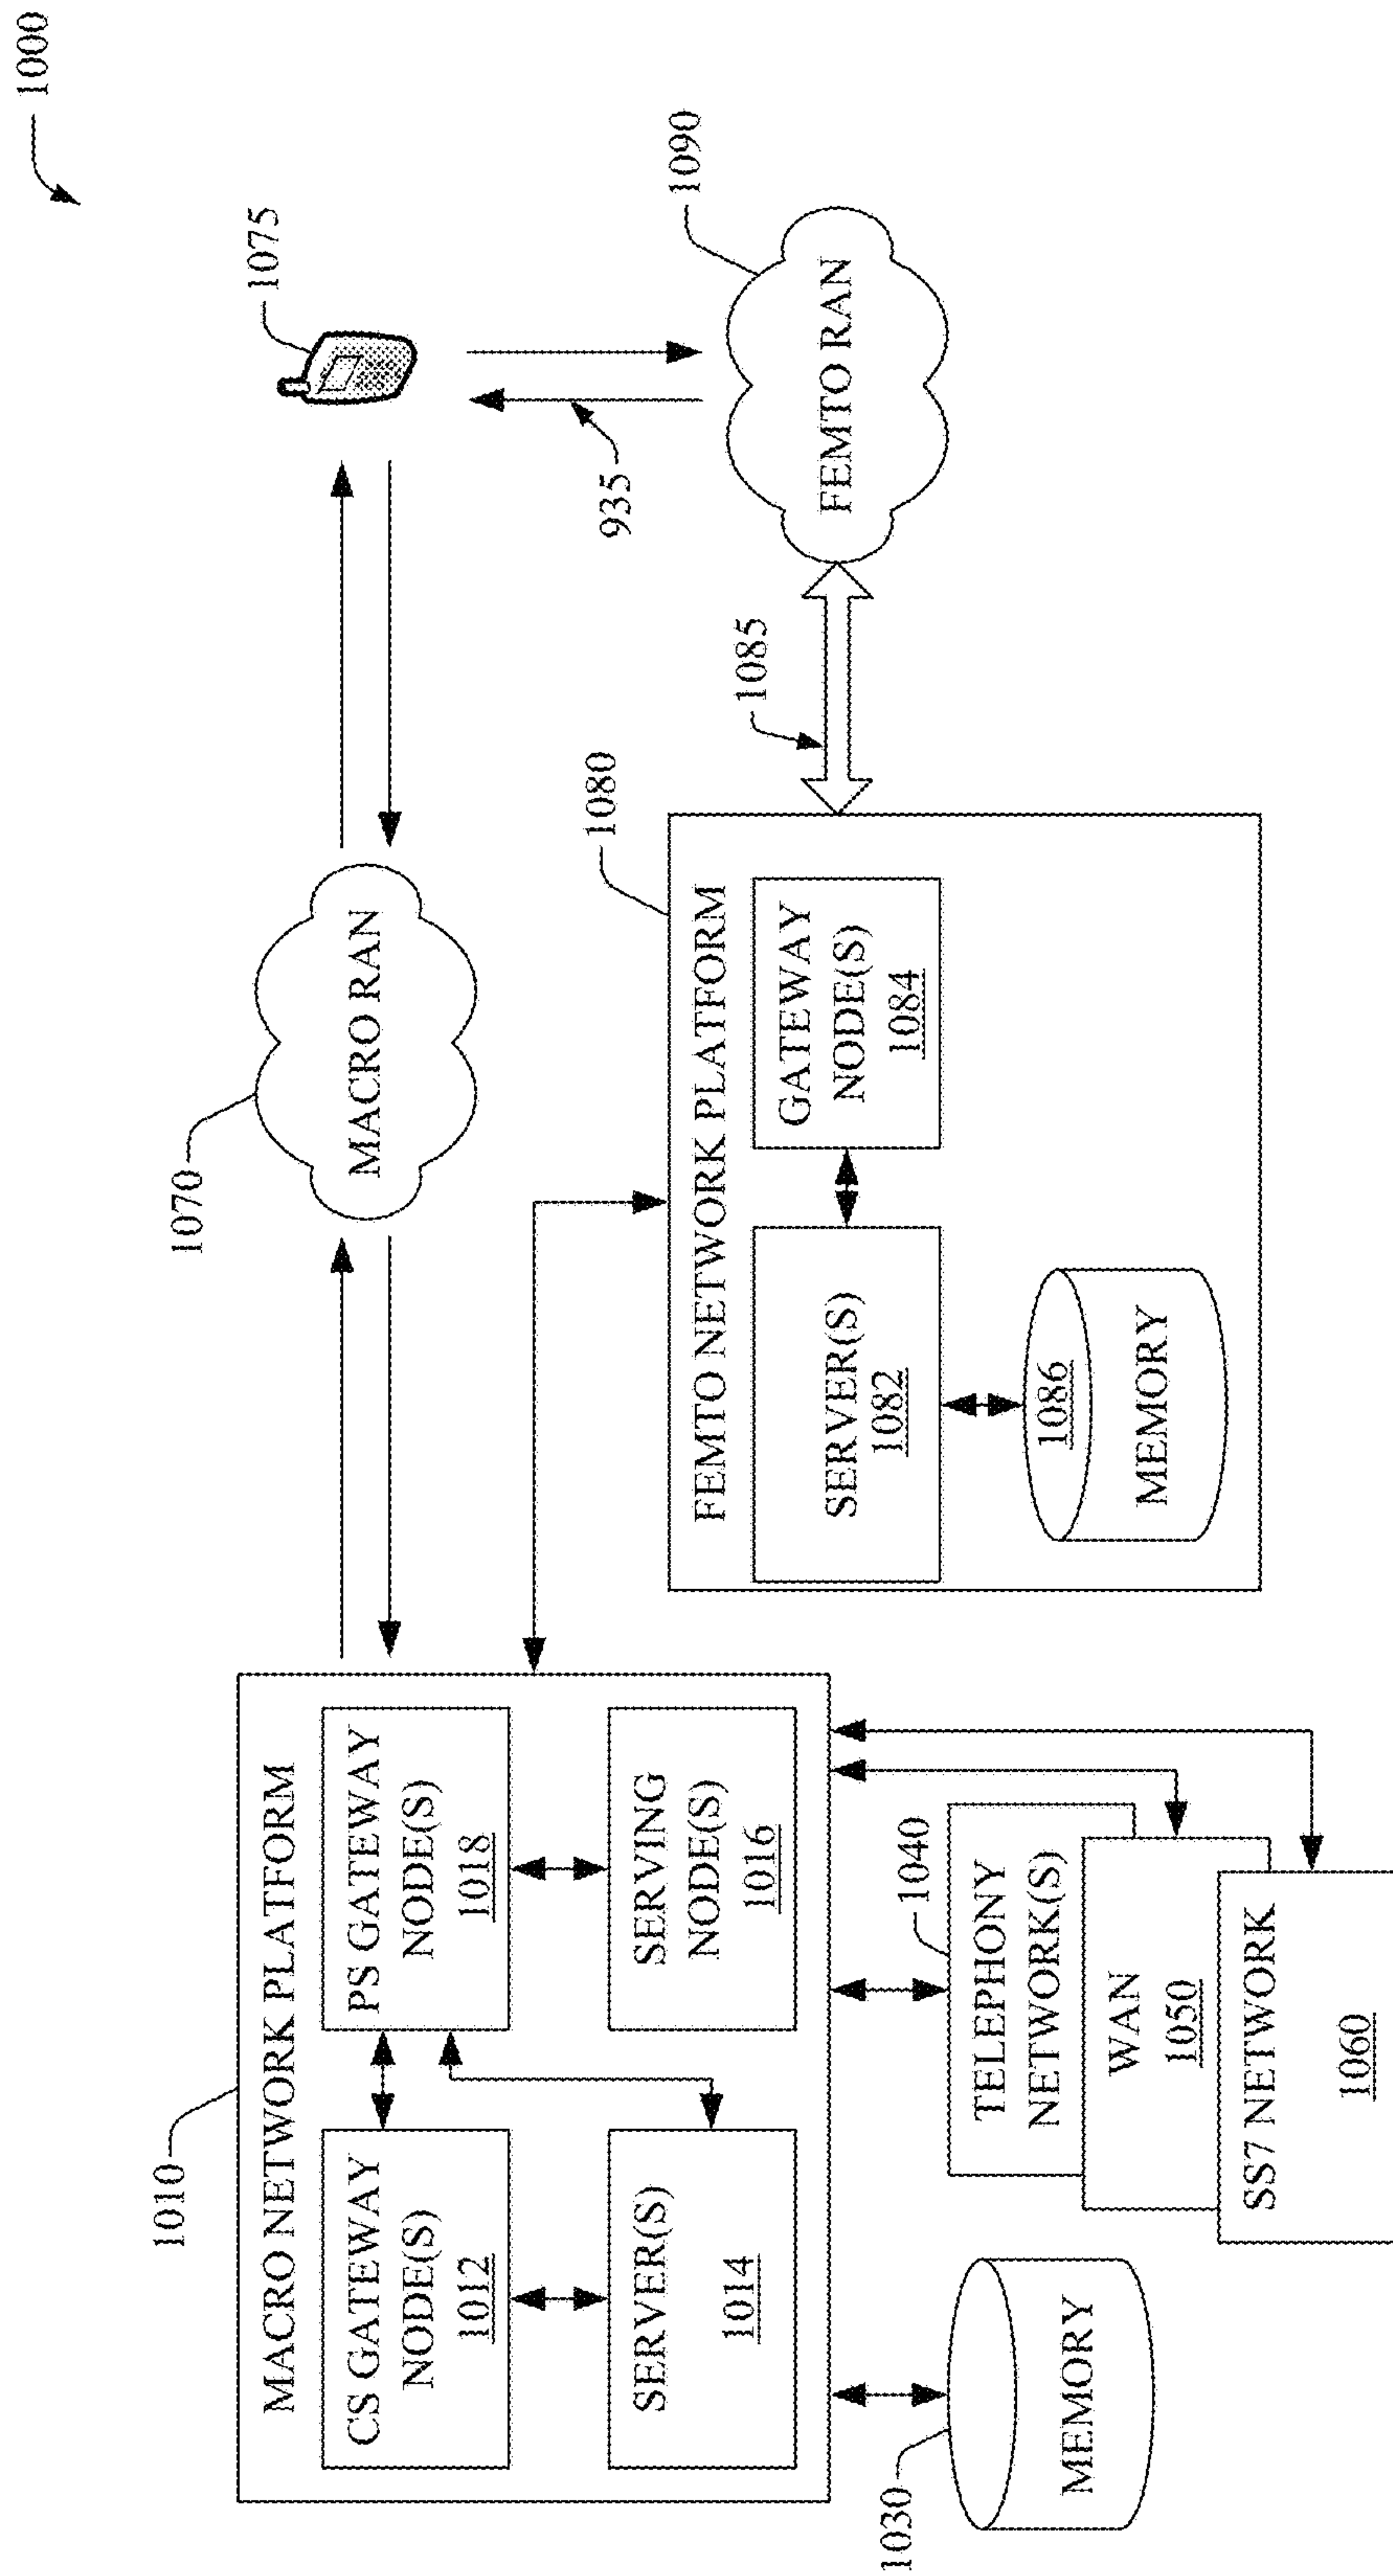 1000
1075
1070
MACRO RAN
935
1090
FEMTO RAN
1085
1010
MACRO NETWORK PLATFORM
CS GATEWAY
NODE(S)
1012
PS GATEWAY
NODE(S)
1018
SERVER(S)
1014
SERVING
NODE(S)
1016
1080
FEMTO NETWORK PLATFORM
SERVER(S)
1082
GATEWAY
NODE(S)
1084
1086
MEMORY
1030
MEMORY
1040
TELEPHONY
NETWORK(S)
WAN
1050
SS7 NETWORK
1060